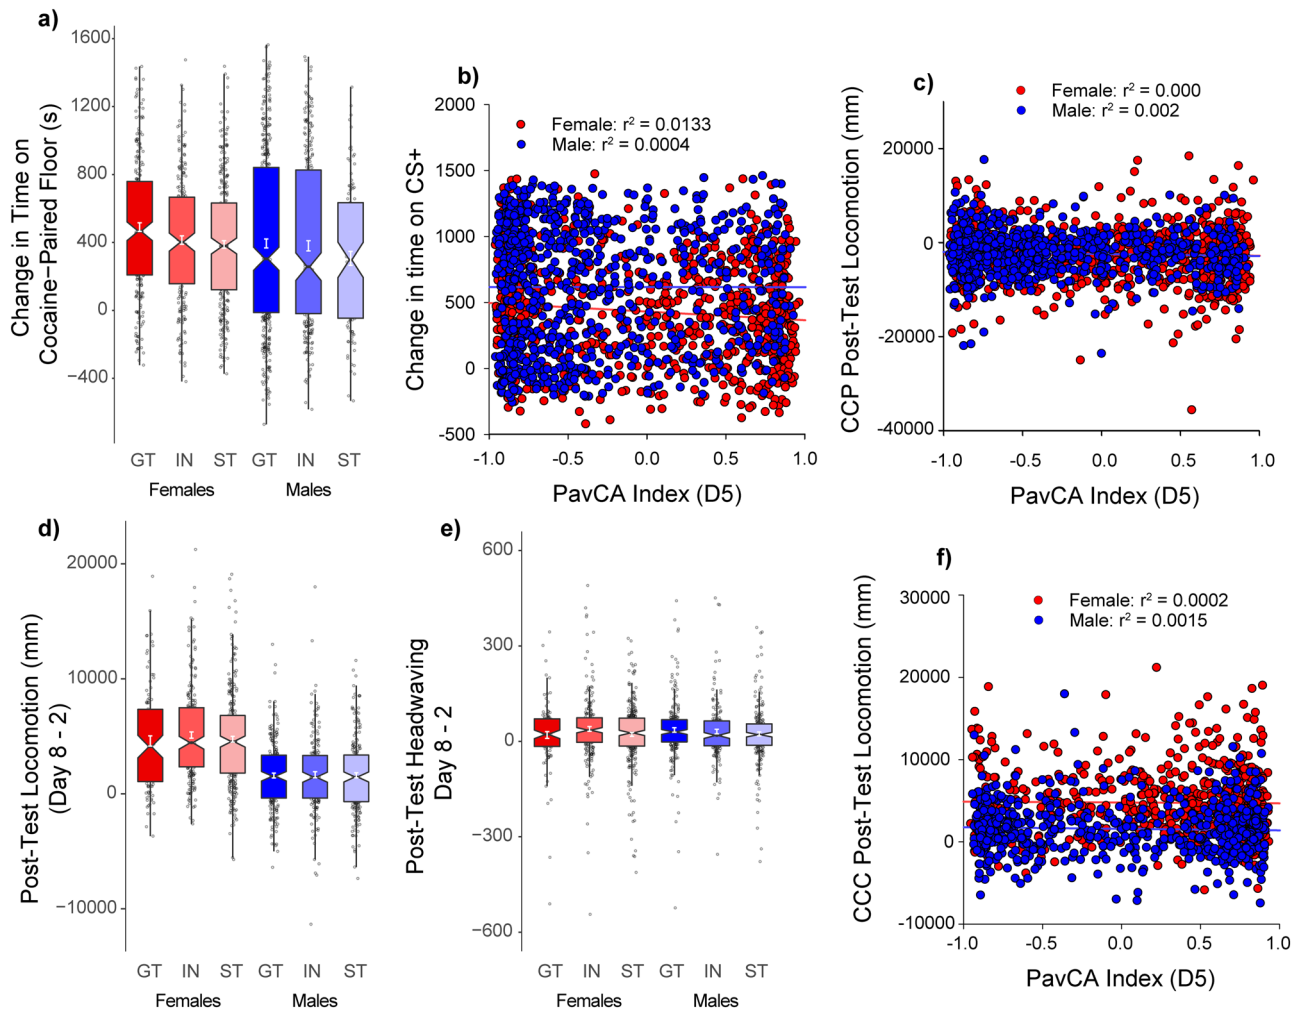 a)
Change in Time on
Cocaine−Paired Floor (s)
1600
1200
800
400
0
−400
GT IN ST GT IN ST
Females Males
b)
Change in time on CS+
2000
1500
1000
500
0
-500
Female: r² = 0.0133
Male: r² = 0.0004
-1.0 -0.5 0.0 0.5 1.0
PavCA Index (D5)
c)
CCP Post-Test Locomotion (mm)
20000
0
-20000
-40000
Female: r² = 0.000
Male: r² = 0.002
-1.0 -0.5 0.0 0.5 1.0
PavCA Index (D5)
d)
Post-Test Locomotion (mm)
(Day 8 - 2)
20000
10000
0
−10000
GT IN ST GT IN ST
Females Males
e)
Post-Test Headwaving
Day 8 - 2
600
300
0
−300
−600
GT IN ST GT IN ST
Females Males
f)
CCC Post-Test Locomotion (mm)
30000
20000
10000
0
-10000
Female: r² = 0.0002
Male: r² = 0.0015
-1.0 -0.5 0.0 0.5 1.0
PavCA Index (D5)